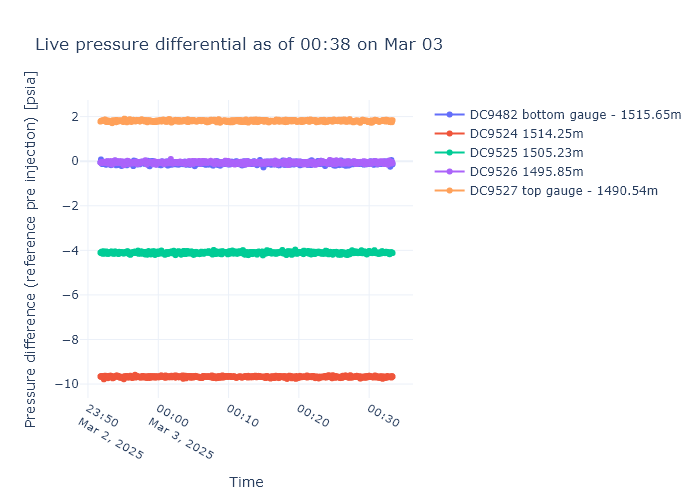 Live pressure differential as of 00:38 on Mar 03
Pressure difference (reference pre injection) [psia]
2
0
−2
−4
−6
−8
−10
23:50
Mar 2, 2025
00:00
Mar 3, 2025
00:10
00:20
00:30
Time
DC9482 bottom gauge - 1515.65m
DC9524 1514.25m
DC9525 1505.23m
DC9526 1495.85m
DC9527 top gauge - 1490.54m